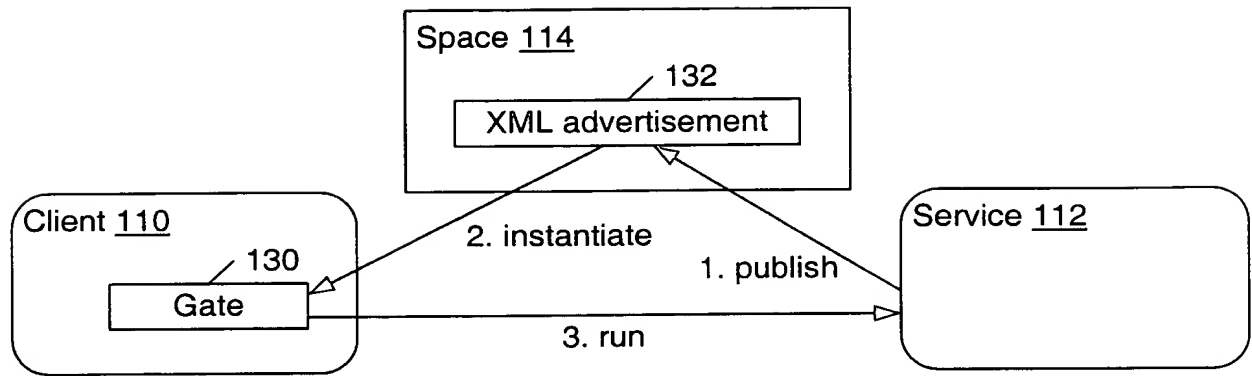 Space 114
132
XML advertisement
Client 110
130
Gate
2. instantiate
1. publish
3. run
Service 112